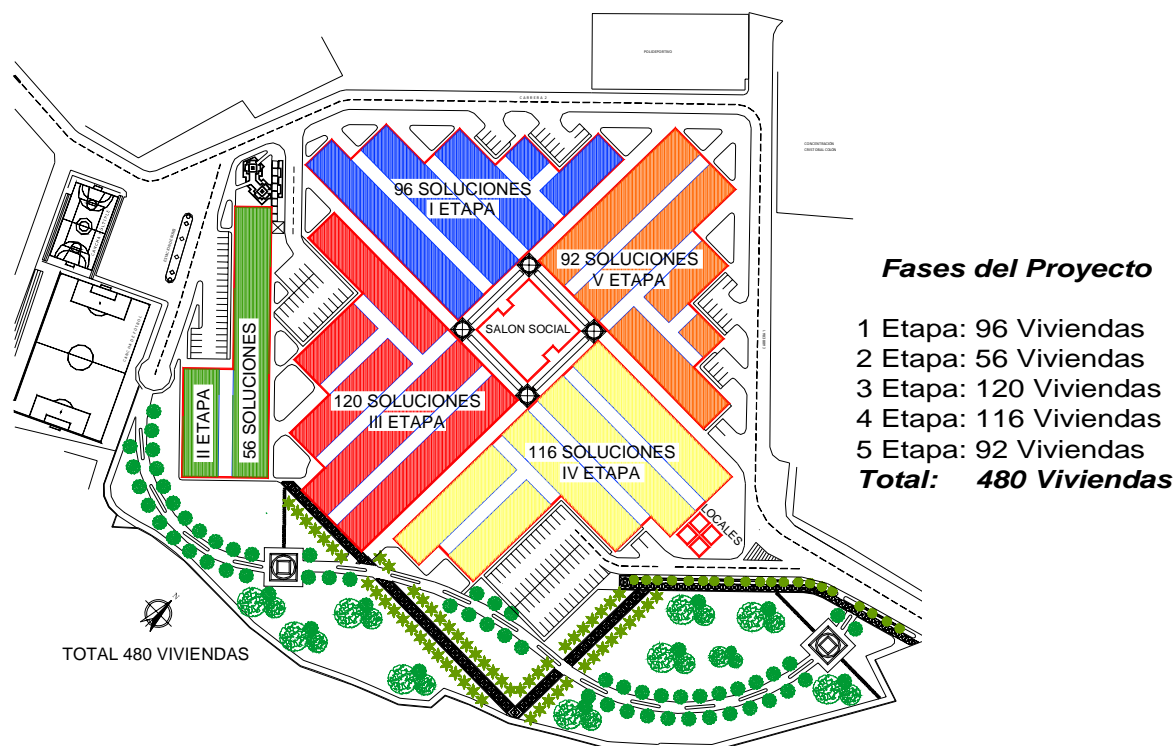 POLIDEPORTIVO
CARRERA 2
CONCENTRACIÓN
CRISTOBAL COLÓN
96 SOLUCIONES
I ETAPA
92 SOLUCIONES
V ETAPA
SALON SOCIAL
120 SOLUCIONES
III ETAPA
116 SOLUCIONES
IV ETAPA
II ETAPA
56 SOLUCIONES
LOCALES
N
TOTAL 480 VIVIENDAS
Fases del Proyecto
1 Etapa: 96 Viviendas
2 Etapa: 56 Viviendas
3 Etapa: 120 Viviendas
4 Etapa: 116 Viviendas
5 Etapa: 92 Viviendas
Total: 480 Viviendas